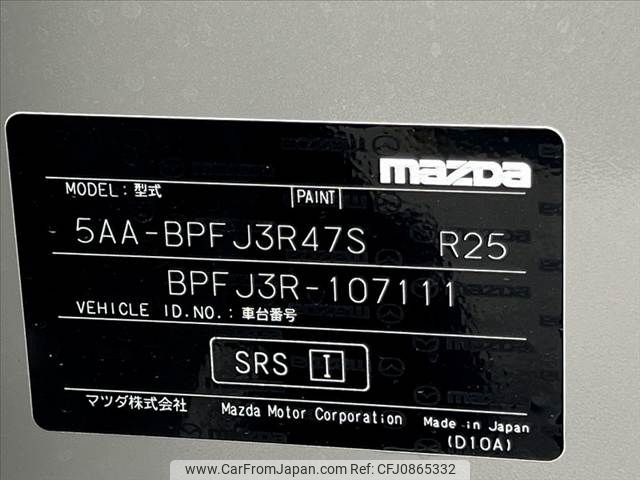 mazda
MODEL: 型式 PAINT
5AA-BPFJ3R47S R25
BPFJ3R-107111
VEHICLE ID.NO.: 車台番号
SRS I
マツダ株式会社 Mazda Motor Corporation Made in Japan
(D10A)
www.CarFromJapan.com No.CFJ0865332